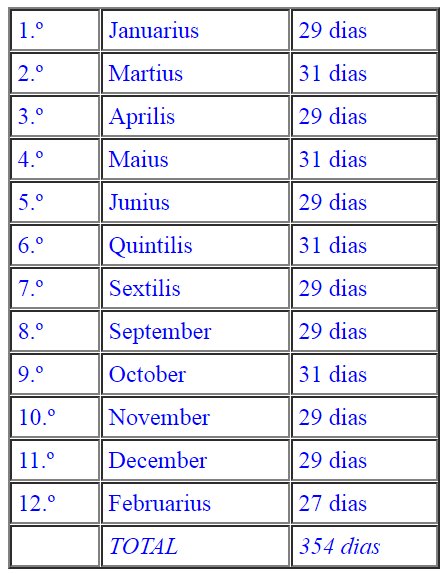 1.º Januarius 29 dias
2.º Martius 31 dias
3.º Aprilis 29 dias
4.º Maius 31 dias
5.º Junius 29 dias
6.º Quintilis 31 dias
7.º Sextilis 29 dias
8.º September 29 dias
9.º October 31 dias
10.º November 29 dias
11.º December 29 dias
12.º Februarius 27 dias
TOTAL 354 dias